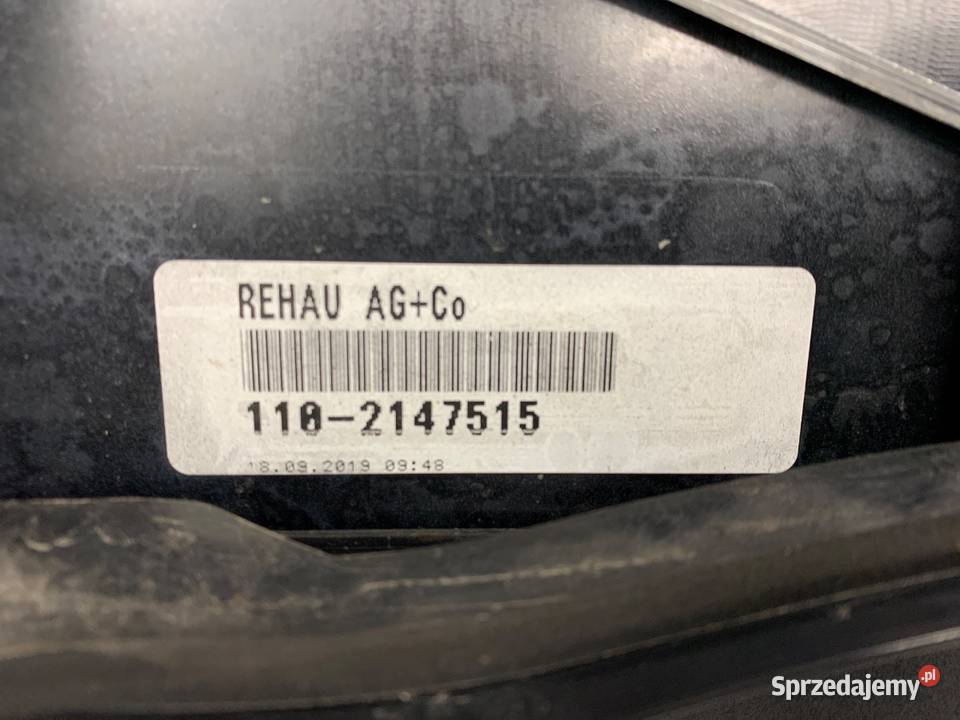 REHAU AG+Co
110-2147515
18.09.2019 09:48
Sprzedajemy.pl